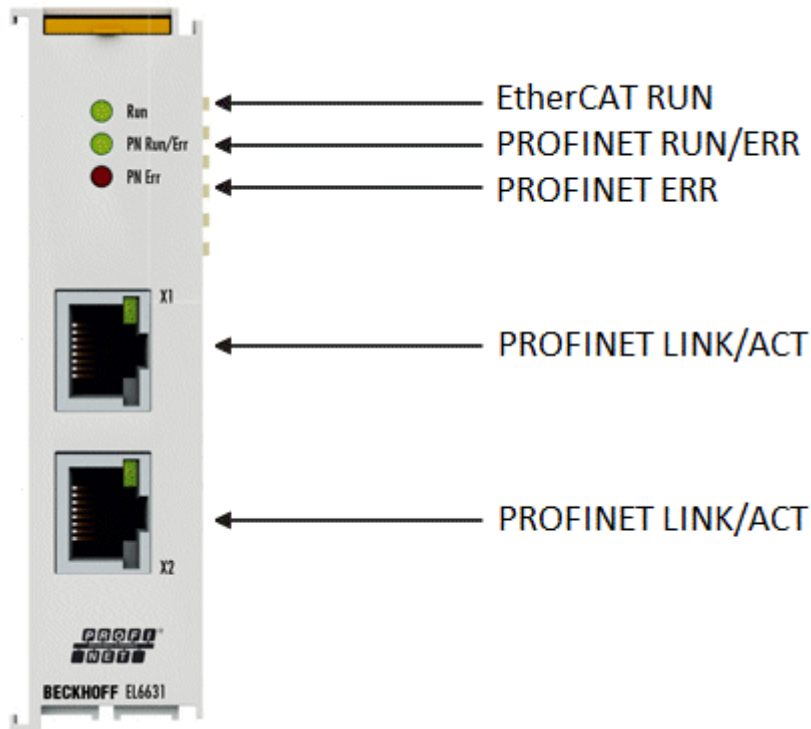 EtherCAT RUN
Run
PROFINET RUN/ERR
PN Run/Err
PROFINET ERR
PN Err
X1
PROFINET LINK/ACT
PROFINET LINK/ACT
X2
PROFI
NET
BECKHOFF EL6631